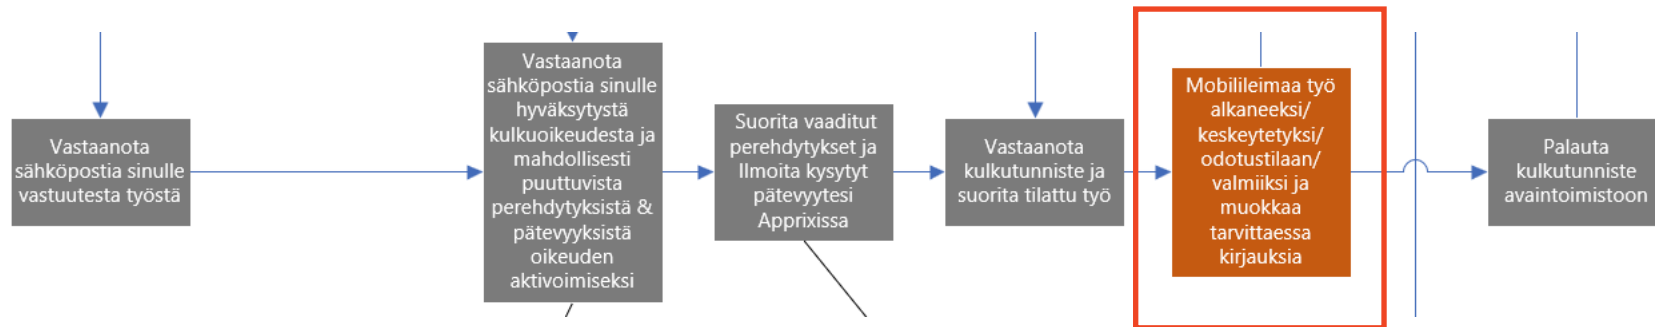 Vastaanota
sähköpostia sinulle
vastuutesta työstä
Vastaanota
sähköpostia sinulle
hyväksytystä
kulkuoikeudesta ja
mahdollisesti
puuttuvista
perehdytyksistä &
pätevyyksistä
oikeuden
aktivoimiseksi
Suorita vaaditut
perehdytykset ja
Ilmoita kysytyt
pätevyytesi
Apprixissa
Vastaanota
kulkutunniste ja
suorita tilattu työ
Mobilileimaa työ
alkaneeksi/
keskeytetyksi/
odotustilaan/
valmiiksi ja
muokkaa
tarvittaessa
kirjauksia
Palauta
kulkutunniste
avaintoimistoon